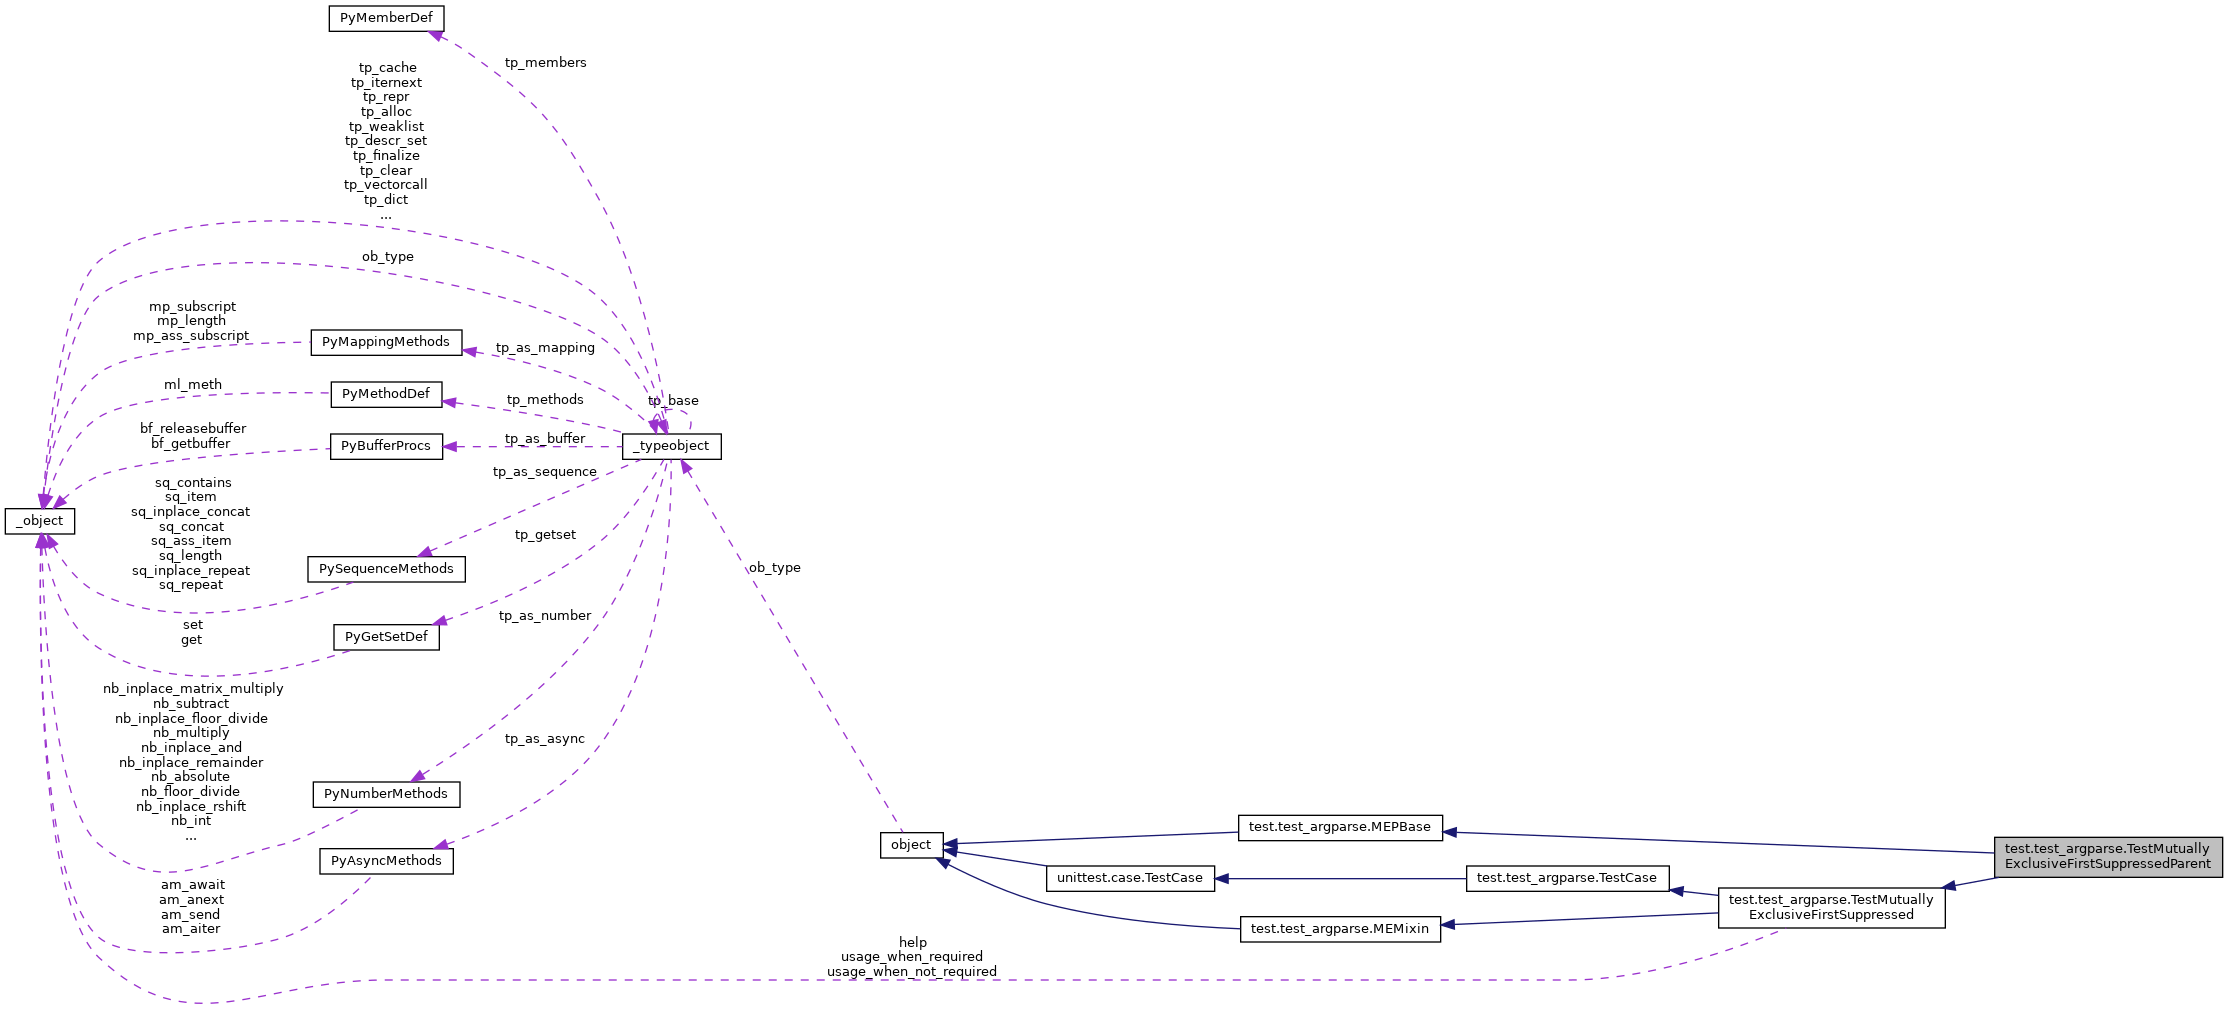 PyMemberDef
tp_members
tp_cache
tp_iternext
tp_repr
tp_alloc
tp_weaklist
tp_descr_set
tp_finalize
tp_clear
tp_vectorcall
tp_dict
...
ob_type
mp_subscript
mp_length
mp_ass_subscript
PyMappingMethods
tp_as_mapping
ml_meth
PyMethodDef
tp_methods
tp_base
bf_releasebuffer
bf_getbuffer
PyBufferProcs
tp_as_buffer
_typeobject
tp_as_sequence
sq_contains
sq_item
sq_inplace_concat
sq_concat
sq_ass_item
sq_length
sq_inplace_repeat
sq_repeat
_object
PySequenceMethods
tp_getset
ob_type
set
get
PyGetSetDef
tp_as_number
nb_inplace_matrix_multiply
nb_subtract
nb_inplace_floor_divide
nb_multiply
nb_inplace_and
nb_inplace_remainder
nb_absolute
nb_floor_divide
nb_inplace_rshift
nb_int
...
PyNumberMethods
tp_as_async
PyAsyncMethods
am_await
am_anext
am_send
am_aiter
object
test.test_argparse.MEPBase
unittest.case.TestCase
test.test_argparse.TestCase
test.test_argparse.MEMixin
test.test_argparse.TestMutually
ExclusiveFirstSuppressedParent
test.test_argparse.TestMutually
ExclusiveFirstSuppressed
help
usage_when_required
usage_when_not_required